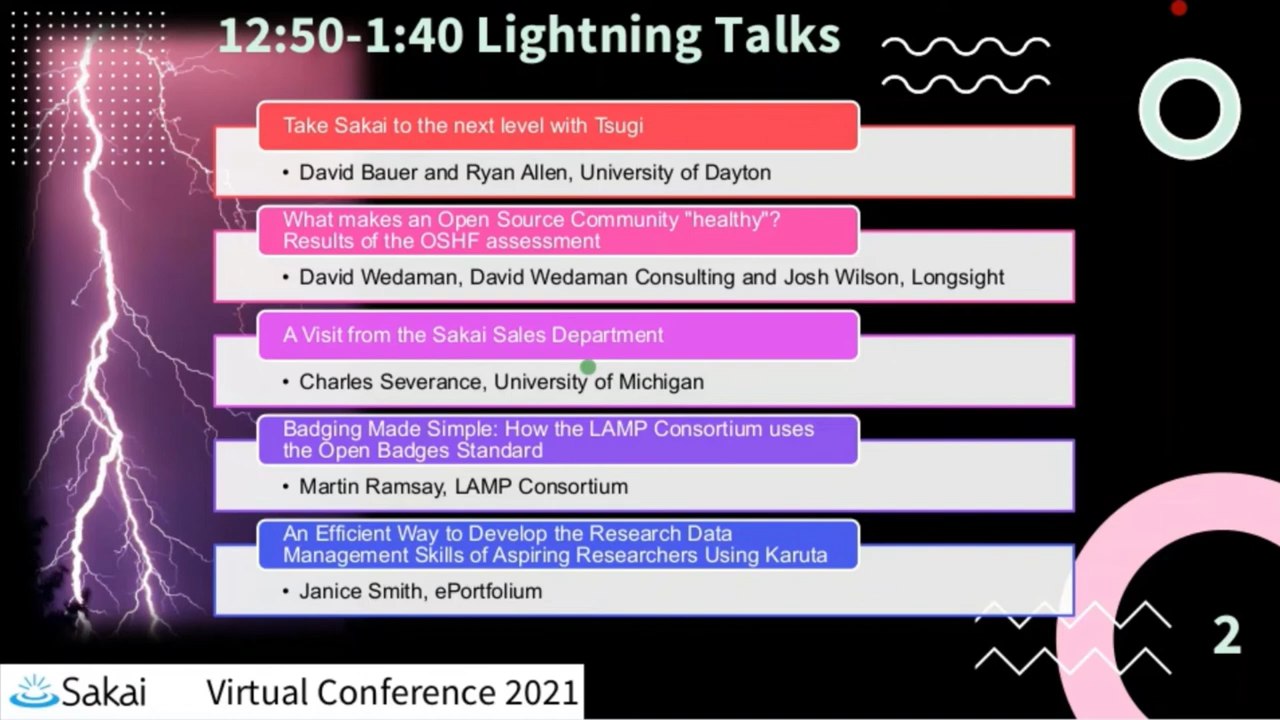 12:50-1:40 Lightning Talks
Take Sakai to the next level with Tsugi
• David Bauer and Ryan Allen, University of Dayton
What makes an Open Source Community "healthy"?
Results of the OSHF assessment
• David Wedaman, David Wedaman Consulting and Josh Wilson, Longsight
A Visit from the Sakai Sales Department
• Charles Severance, University of Michigan
Badging Made Simple: How the LAMP Consortium uses
the Open Badges Standard
• Martin Ramsay, LAMP Consortium
An Efficient Way to Develop the Research Data
Management Skills of Aspiring Researchers Using Karuta
• Janice Smith, ePortfolium
2
Sakai Virtual Conference 2021